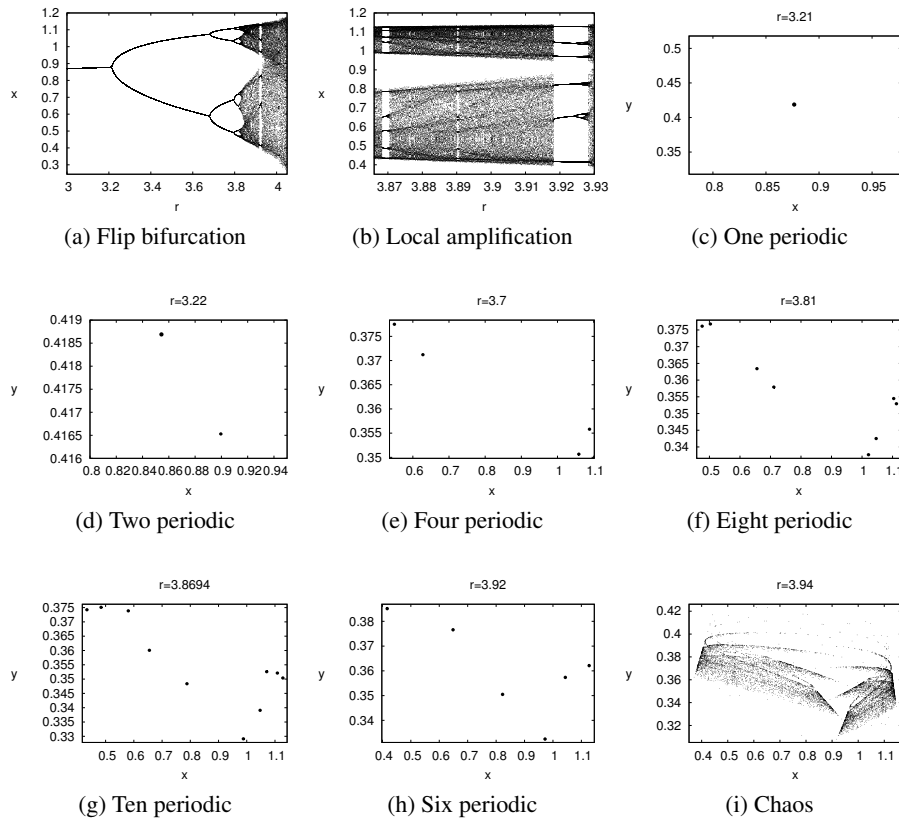 1.2
1.1
1
0.9
0.8
0.7
0.6
0.5
0.4
0.3
x
3 3.2 3.4 3.6 3.8 4
r
(a) Flip bifurcation
1.2
1.1
1
0.9
0.8
0.7
0.6
0.5
0.4
x
3.87 3.88 3.89 3.9 3.91 3.92 3.93
r
(b) Local amplification
r=3.21
0.5
0.45
0.4
0.35
y
0.8 0.85 0.9 0.95
x
(c) One periodic
r=3.22
0.419
0.4185
0.418
0.4175
0.417
0.4165
0.416
y
0.8 0.82 0.84 0.86 0.88 0.9 0.92 0.94
x
(d) Two periodic
r=3.7
0.375
0.37
0.365
0.36
0.355
0.35
y
0.6 0.7 0.8 0.9 1 1.1
x
(e) Four periodic
r=3.81
0.375
0.37
0.365
0.36
0.355
0.35
0.345
0.34
y
0.5 0.6 0.7 0.8 0.9 1 1.1
x
(f) Eight periodic
r=3.8694
0.375
0.37
0.365
0.36
0.355
0.35
0.345
0.34
0.335
0.33
y
0.5 0.6 0.7 0.8 0.9 1 1.1
x
(g) Ten periodic
r=3.92
0.38
0.37
0.36
0.35
0.34
y
0.4 0.5 0.6 0.7 0.8 0.9 1 1.1
x
(h) Six periodic
r=3.94
0.42
0.4
0.38
0.36
0.34
0.32
y
0.4 0.5 0.6 0.7 0.8 0.9 1 1.1
x
(i) Chaos